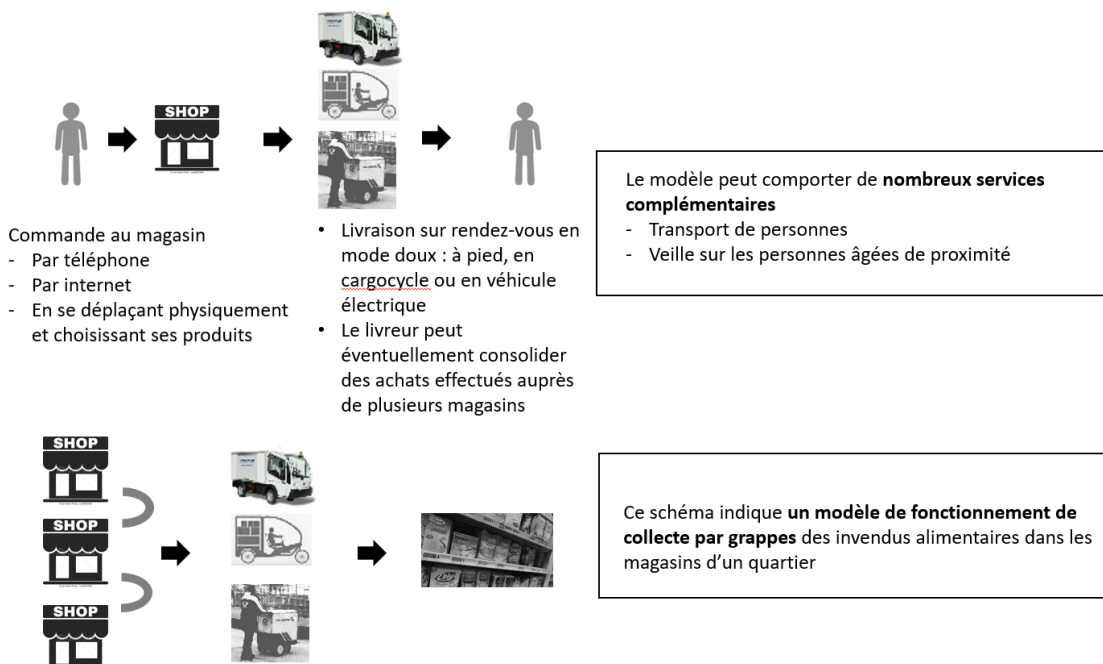 SHOP
Commande au magasin
- Par téléphone
- Par internet
- En se déplaçant physiquement
et choisissant ses produits
• Livraison sur rendez-vous en
mode doux : à pied, en
cargocycle ou en véhicule
électrique
• Le livreur peut
éventuellement consolider
des achats effectués auprès
de plusieurs magasins
Le modèle peut comporter de nombreux services
complémentaires
- Transport de personnes
- Veille sur les personnes âgées de proximité
SHOP
SHOP
SHOP
Ce schéma indique un modèle de fonctionnement de
collecte par grappes des invendus alimentaires dans les
magasins d’un quartier